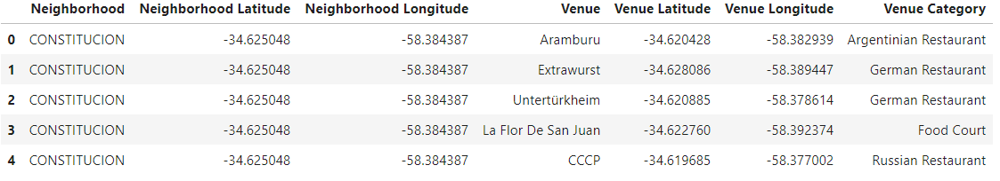 Neighborhood Neighborhood Latitude Neighborhood Longitude Venue Venue Latitude Venue Longitude Venue Category
0 CONSTITUCION -34.625048 -58.384387 Aramburu -34.620428 -58.382939 Argentinian Restaurant
1 CONSTITUCION -34.625048 -58.384387 Extrawurst -34.628086 -58.389447 German Restaurant
2 CONSTITUCION -34.625048 -58.384387 Untertürkheim -34.620885 -58.378614 German Restaurant
3 CONSTITUCION -34.625048 -58.384387 La Flor De San Juan -34.622760 -58.392374 Food Court
4 CONSTITUCION -34.625048 -58.384387 CCCP -34.619685 -58.377002 Russian Restaurant